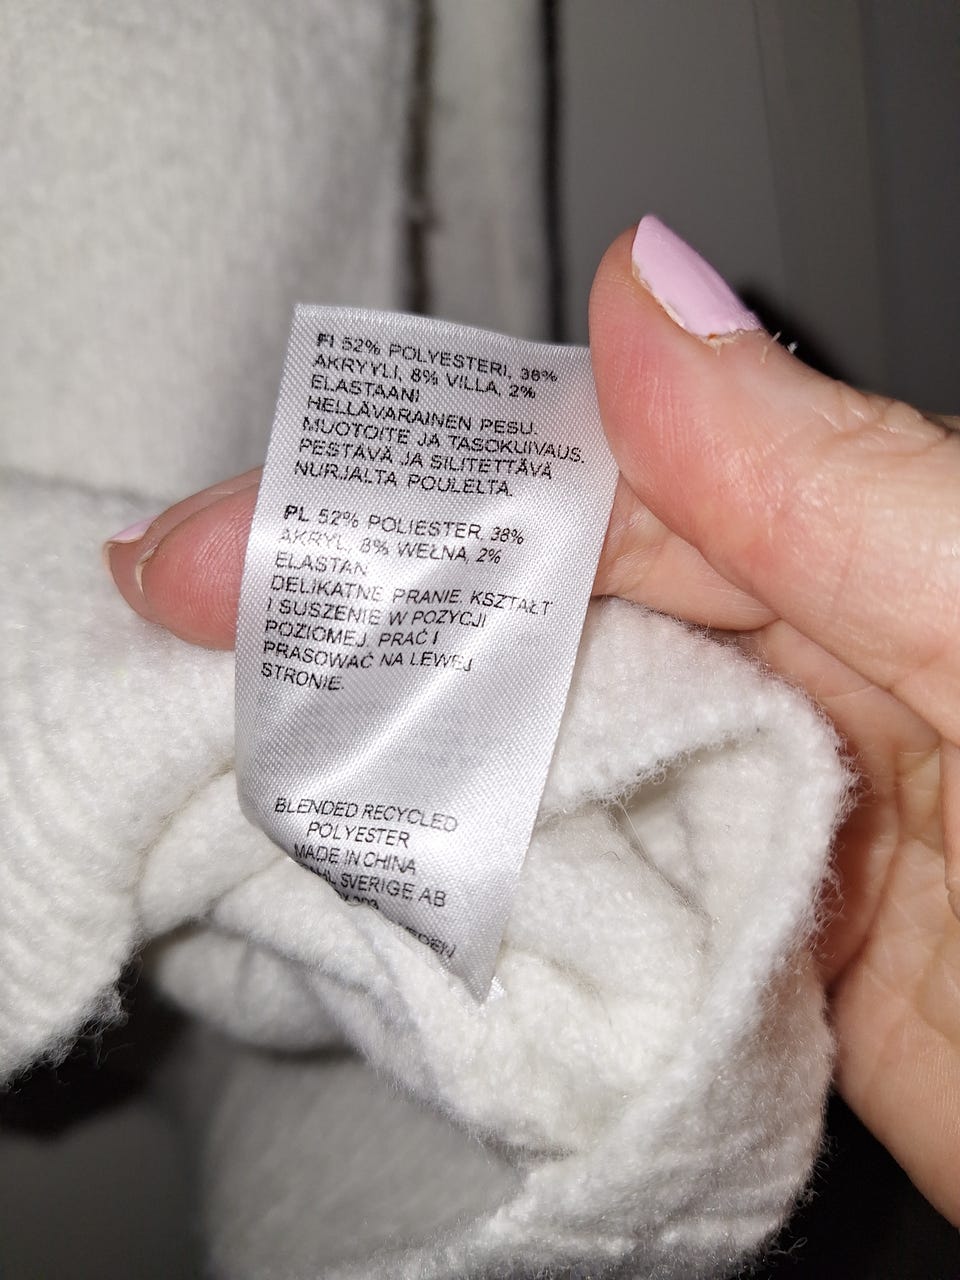 FI 52% POLYESTERI, 38%
AKRYYLI, 8% VILLA, 2%
ELASTAANI
HELLÄVARAINEN PESU.
MUOTOITE JA TASOKUIVAUS.
PESTÄVÄ JA SILITETTÄVÄ
NURJALTA POULELTA.
PL 52% POLIESTER, 38%
AKRYL, 8% WEŁNA, 2%
ELASTAN
DELIKATNE PRANIE, KSZTAŁT
I SUSZENIE W POZYCJI
POZIOMEJ. PRAĆ I
PRASOWAĆ NA LEWEJ
STRONIE.
BLENDED RECYCLED
POLYESTER
MADE IN CHINA
SVERIGE AB